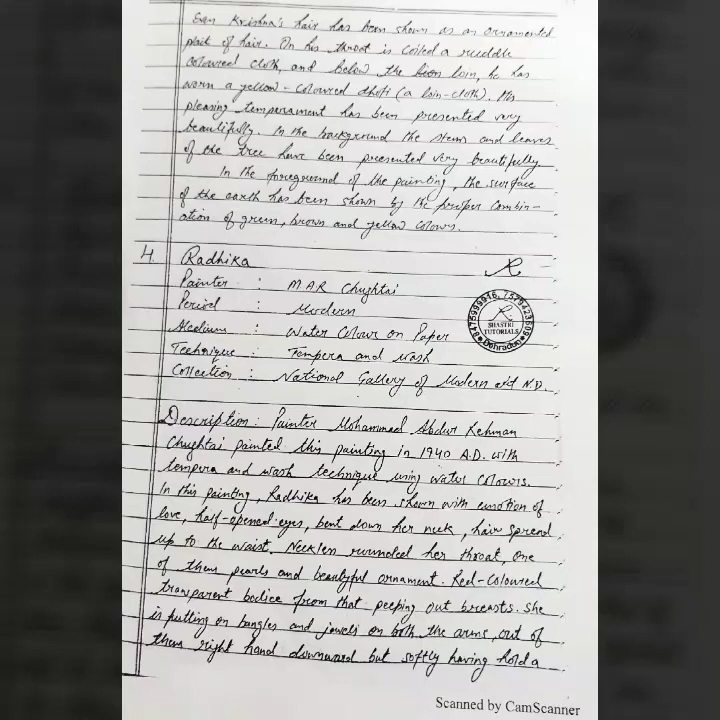 Even Krishna's hair has been shown as an ornamented
plait of hair. On his throat is coiled a ruddle
coloured cloth, and below the loin, he has
worn a yellow-coloured dhoti (a loin-cloth). His
pleasing temperament has been presented very
beautifully. In the background the stems and leaves
of the tree have been presented very beautifully.
In the foreground of the painting, the surface
of the earth has been shown by the proper combin-
ation of green, brown and yellow colours.
4. Radhika
Painter : M A R Chughtai
Period : Modern
Medium : Water Colour on Paper
Technique : Tempera and wash
Collection : National Gallery of Modern art N.D.
SHASTRI
TUTORIALS
Dehradun
Description : Painter Mohammad Abdur Rehman
Chughtai painted this painting in 1940 A.D. with
tempera and wash technique using water colours.
In this painting, Radhika has been shown with emotion of
love, half-opened eyes, bent down her neck, hair spread
up to the waist. Necklen surrounded her throat, one
of them pearls and beautyful ornament. Red-coloured
transparent bodice from that peeping out breasts. She
is putting on bangles and jewels on both the arms, out of
them right hand downward but softly having hold a
Scanned by CamScanner